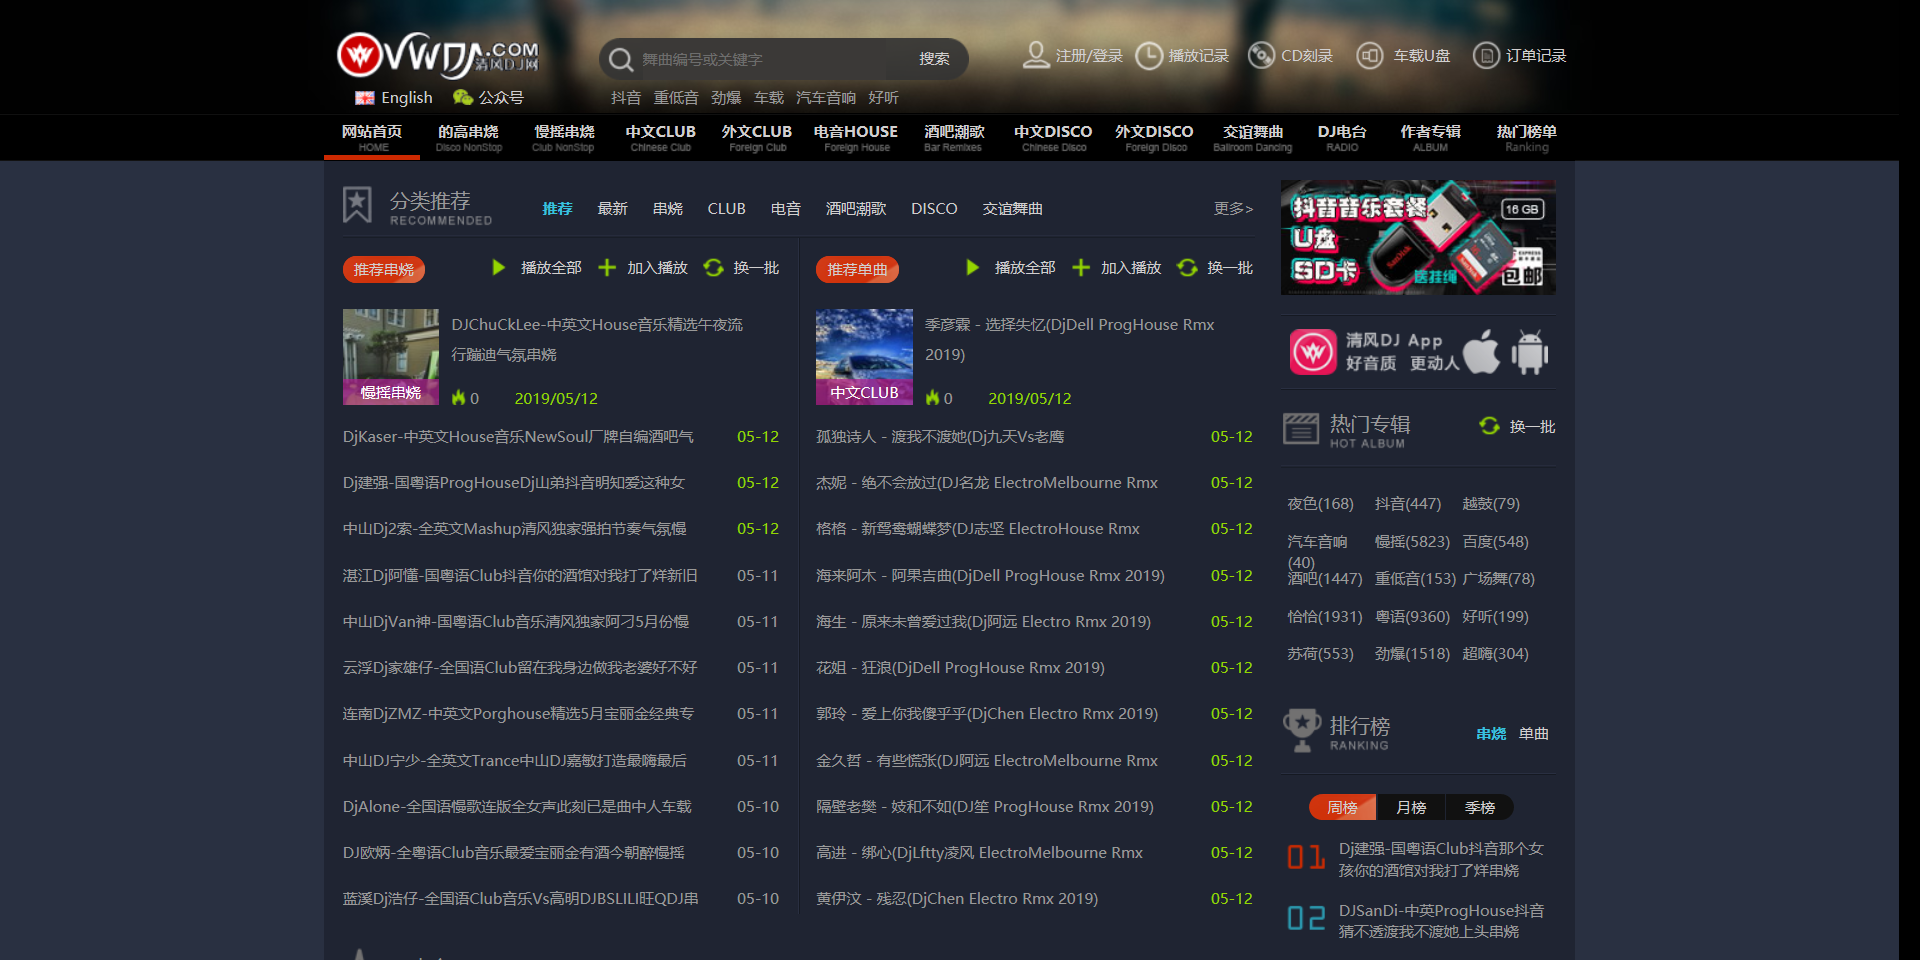 VWDJ.COM
清风DJ网
舞曲编号或关键字
搜索
注册/登录
播放记录
CD刻录
车载U盘
订单记录
English
公众号
抖音 重低音 劲爆 车载 汽车音响 好听
网站首页 的高串烧 慢摇串烧 中文CLUB 外文CLUB 电音HOUSE 酒吧潮歌 中文DISCO 外文DISCO 交谊舞曲 DJ电台 作者专辑 热门榜单
HOME Disco NonStop Club NonStop Chinese Club Foreign Club Foreign House Bar Remixes Chinese Disco Foreign Disco Ballroom Dancing RADIO ALBUM Ranking
分类推荐
RECOMMENDED
推荐 最新 串烧 CLUB 电音 酒吧潮歌 DISCO 交谊舞曲 更多>
推荐串烧 播放全部 加入播放 换一批
慢摇串烧
DJChuCkLee-中英文House音乐精选午夜流
行蹦迪气氛串烧
0 2019/05/12
DjKaser-中英文House音乐NewSoul厂牌自编酒吧气 05-12
Dj建强-国粤语ProgHouseDj山弟抖音明知爱这种女 05-12
中山Dj2索-全英文Mashup清风独家强拍节奏气氛慢 05-12
湛江Dj阿懂-国粤语Club抖音你的酒馆对我打了烊新旧 05-11
中山DjVan神-国粤语Club音乐清风独家阿刁5月份慢 05-11
云浮Dj家雄仔-全国语Club留在我身边做我老婆好不好 05-11
连南DjZMZ-中英文Porghouse精选5月宝丽金经典专 05-11
中山DJ宁少-全英文Trance中山DJ嘉敏打造最嗨最后 05-11
DjAlone-全国语慢歌连版全女声此刻已是曲中人车载 05-10
DJ欧炳-全粤语Club音乐最爱宝丽金有酒今朝醉慢摇 05-10
蓝溪Dj浩仔-全国语Club音乐Vs高明DJBSLILI旺QDJ串 05-10
推荐单曲 播放全部 加入播放 换一批
中文CLUB
季彦霖 - 选择失忆(DjDell ProgHouse Rmx
2019)
0 2019/05/12
孤独诗人 - 渡我不渡她(Dj九天Vs老鹰 05-12
杰妮 - 绝不会放过(DJ名龙 ElectroMelbourne Rmx 05-12
格格 - 新鸳鸯蝴蝶梦(DJ志坚 ElectroHouse Rmx 05-12
海来阿木 - 阿果吉曲(DjDell ProgHouse Rmx 2019) 05-12
海生 - 原来未曾爱过我(Dj阿远 Electro Rmx 2019) 05-12
花姐 - 狂浪(DjDell ProgHouse Rmx 2019) 05-12
郭玲 - 爱上你我傻乎乎(DjChen Electro Rmx 2019) 05-12
金久哲 - 有些慌张(DJ阿远 ElectroMelbourne Rmx 05-12
隔壁老樊 - 妓和不如(DJ笙 ProgHouse Rmx 2019) 05-12
高进 - 绑心(DjLftty凌风 ElectroMelbourne Rmx 05-12
黄伊汶 - 残忍(DjChen Electro Rmx 2019) 05-12
抖音音乐套餐
U盘
SD卡
16 GB
SanDisk
SanDisk
送挂绳
EXPRESS
包邮
清风DJ App
好音质 更动人
热门专辑
HOT ALBUM
换一批
夜色(168) 抖音(447) 越鼓(79)
汽车音响 慢摇(5823) 百度(548)
(40)
酒吧(1447) 重低音(153) 广场舞(78)
恰恰(1931) 粤语(9360) 好听(199)
苏荷(553) 劲爆(1518) 超嗨(304)
排行榜
RANKING
串烧 单曲
周榜 月榜 季榜
01 Dj建强-国粤语Club抖音那个女
孩你的酒馆对我打了烊串烧
02 DJSanDi-中英ProgHouse抖音
猜不透渡我不渡她上头串烧